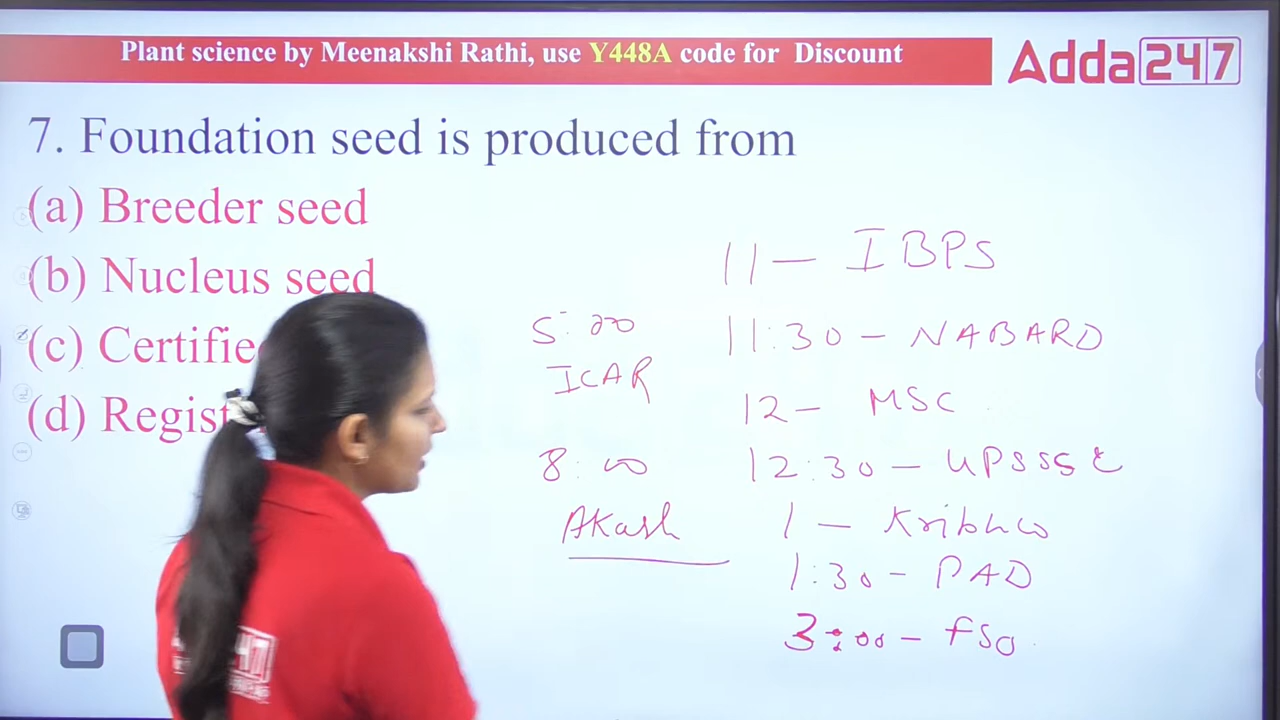 Plant science by Meenakshi Rathi, use Y448A code for Discount
Adda247
7. Foundation seed is produced from
(a) Breeder seed
(b) Nucleus seed
(c) Certifie
(d) Regist
11 - IBPS
5:00
11:30 - NABARD
ICAR
12 - MSC
8:00
12:30 - UPSSSC
Akash
1 - Kribhco
1:30 - PAD
3:00 - FSO